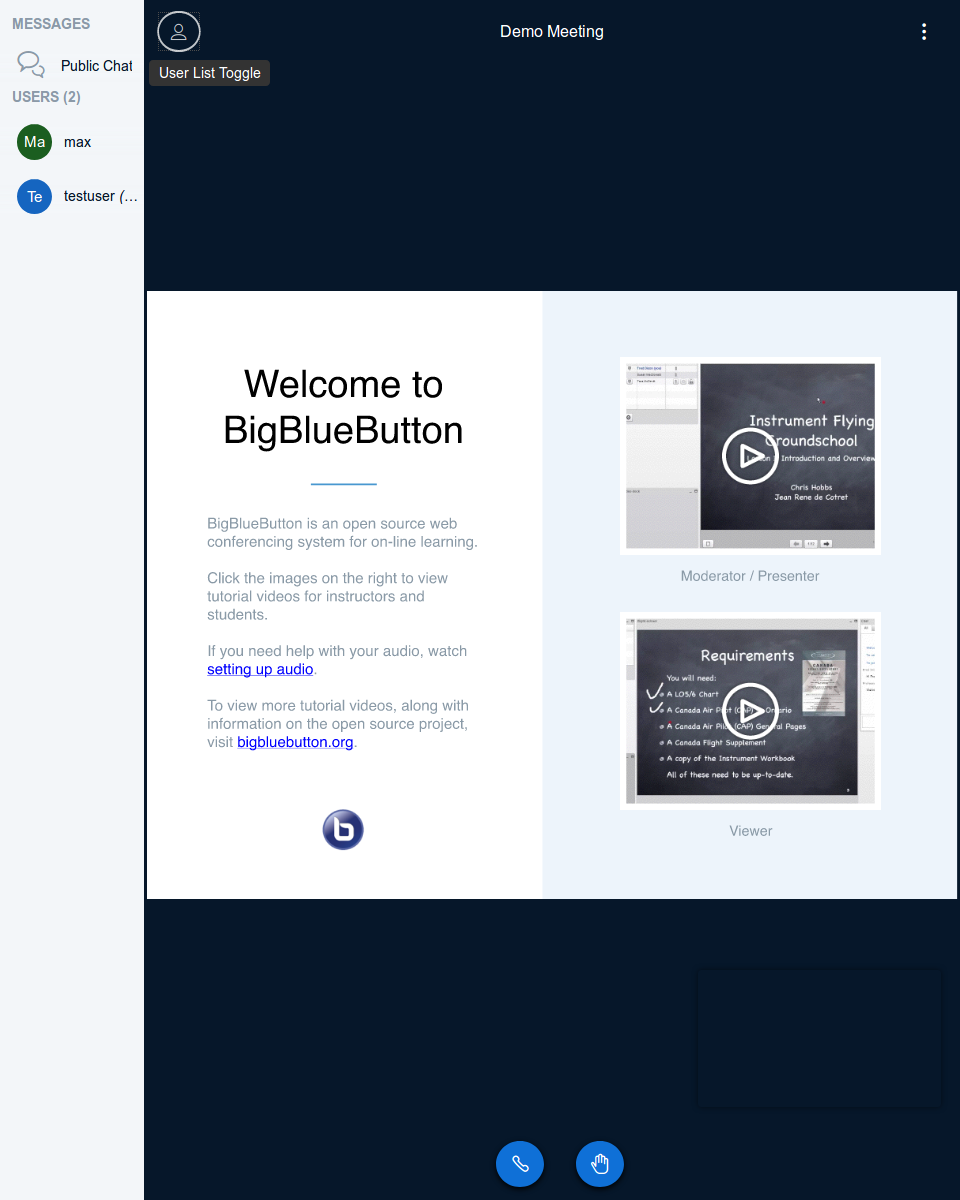 MESSAGES
Public Chat
USERS (2)
Ma
max
Te
testuser (…
Demo Meeting
User List Toggle
Welcome to
BigBlueButton
BigBlueButton is an open source web
conferencing system for on-line learning.
Click the images on the right to view
tutorial videos for instructors and
students.
If you need help with your audio, watch
setting up audio.
To view more tutorial videos, along with
information on the open source project,
visit bigbluebutton.org.
b
Instrument Flying
Groundschool
Introduction and Overview
Chris Hobbs
Jean Rene de Cotret
Moderator / Presenter
Requirements
You will need:
A LO5/6 Chart
A Canada Air Pilot (CAP) Ontario
A Canada Air Pilot (CAP) General Pages
A Canada Flight Supplement
A copy of the Instrument Workbook
All of these need to be up-to-date.
CANADA
Viewer